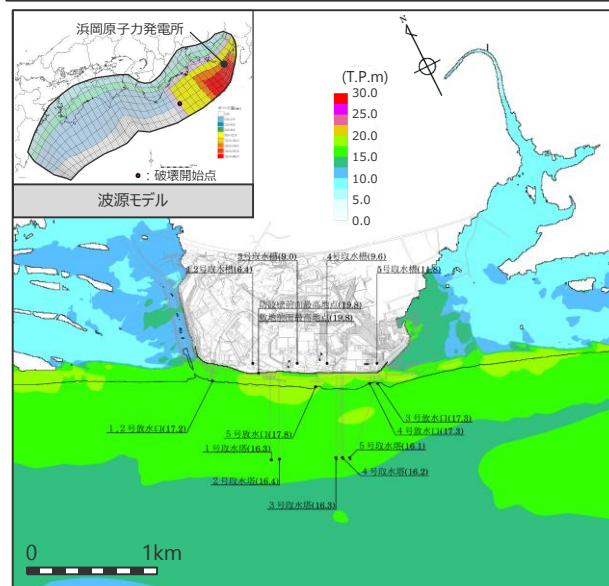 浜岡原子力発電所
：破壊開始点
波源モデル
N
(T.P.m)
30.0
25.0
20.0
15.0
10.0
5.0
0.0
3号取水槽(9.0)
4号取水槽(9.6)
1,2号取水槽(6.4)
5号取水槽(11.8)
防波壁前面最高地点(19.8)
敷地前面最高地点(19.8)
1,2号放水口(17.2)
5号放水口(17.8)
3号放水口(17.3)
4号放水口(17.3)
1号取水塔(16.3)
5号取水塔(16.1)
2号取水塔(16.4)
4号取水塔(16.2)
3号取水塔(16.3)
0 1km